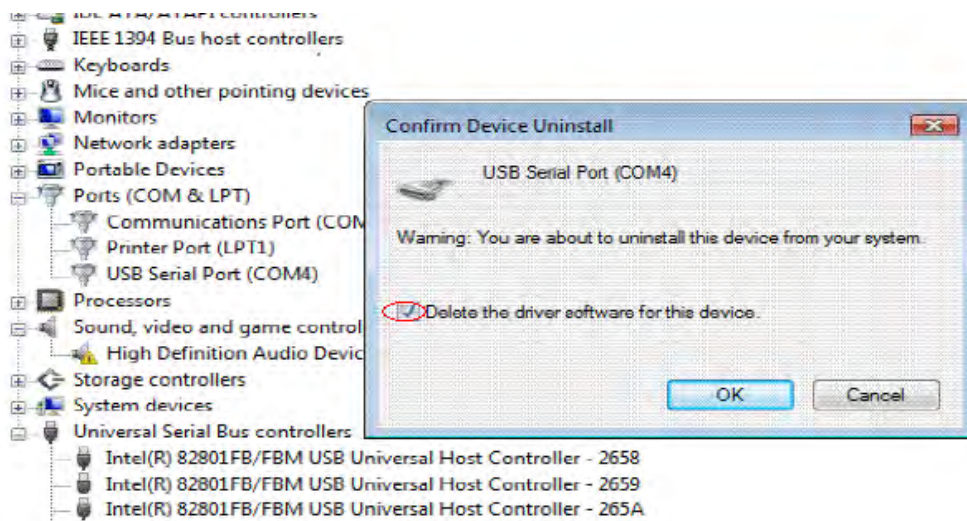 IDE ATA/ATAPI controllers
IEEE 1394 Bus host controllers
Keyboards
Mice and other pointing devices
Monitors
Network adapters
Portable Devices
Ports (COM & LPT)
Communications Port (COM
Printer Port (LPT1)
USB Serial Port (COM4)
Processors
Sound, video and game control
High Definition Audio Devic
Storage controllers
System devices
Universal Serial Bus controllers
Intel(R) 82801FB/FBM USB Universal Host Controller - 2658
Intel(R) 82801FB/FBM USB Universal Host Controller - 2659
Intel(R) 82801FB/FBM USB Universal Host Controller - 265A
Confirm Device Uninstall
USB Serial Port (COM4)
Warning: You are about to uninstall this device from your system.
Delete the driver software for this device.
OK
Cancel